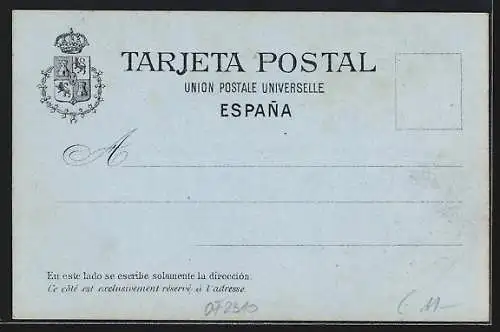 TARJETA POSTAL
UNION POSTALE UNIVERSELLE
ESPAÑA
A
En este lado se escribe solamente la dirección.
Ce côté est exclusivement réservé à l'adresse.